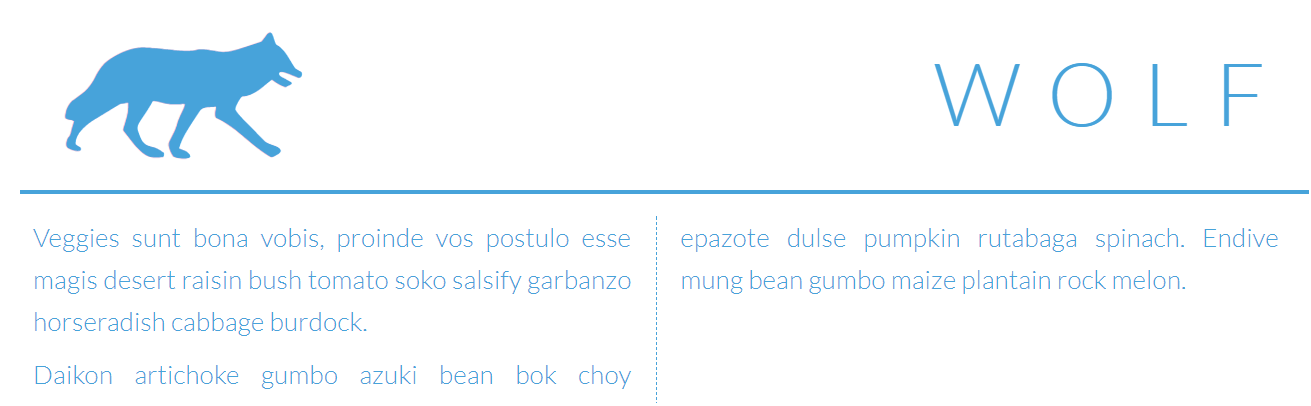 WOLF
Veggies sunt bona vobis, proinde vos postulo esse
magis desert raisin bush tomato soko salsify garbanzo
horseradish cabbage burdock.
Daikon artichoke gumbo azuki bean bok choy
epazote dulse pumpkin rutabaga spinach. Endive
mung bean gumbo maize plantain rock melon.